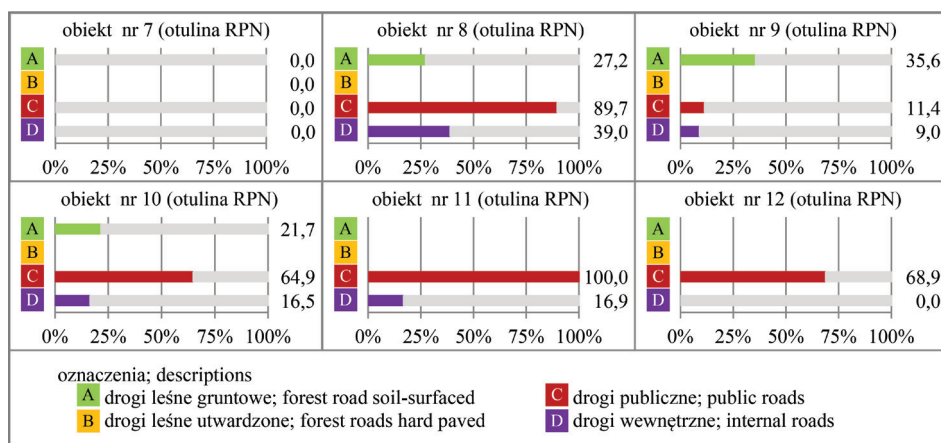 obiekt nr 7 (otulina RPN)
A 0,0
B 0,0
C 0,0
D 0,0
0% 25% 50% 75% 100%
obiekt nr 8 (otulina RPN)
A 27,2
B
C 89,7
D 39,0
0% 25% 50% 75% 100%
obiekt nr 9 (otulina RPN)
A 35,6
B
C 11,4
D 9,0
0% 25% 50% 75% 100%
obiekt nr 10 (otulina RPN)
A 21,7
B
C 64,9
D 16,5
0% 25% 50% 75% 100%
obiekt nr 11 (otulina RPN)
A
B
C 100,0
D 16,9
0% 25% 50% 75% 100%
obiekt nr 12 (otulina RPN)
A
B
C 68,9
D 0,0
0% 25% 50% 75% 100%
oznaczenia; descriptions
A drogi leśne gruntowe; forest road soil-surfaced
B drogi leśne utwardzone; forest roads hard paved
C drogi publiczne; public roads
D drogi wewnętrzne; internal roads